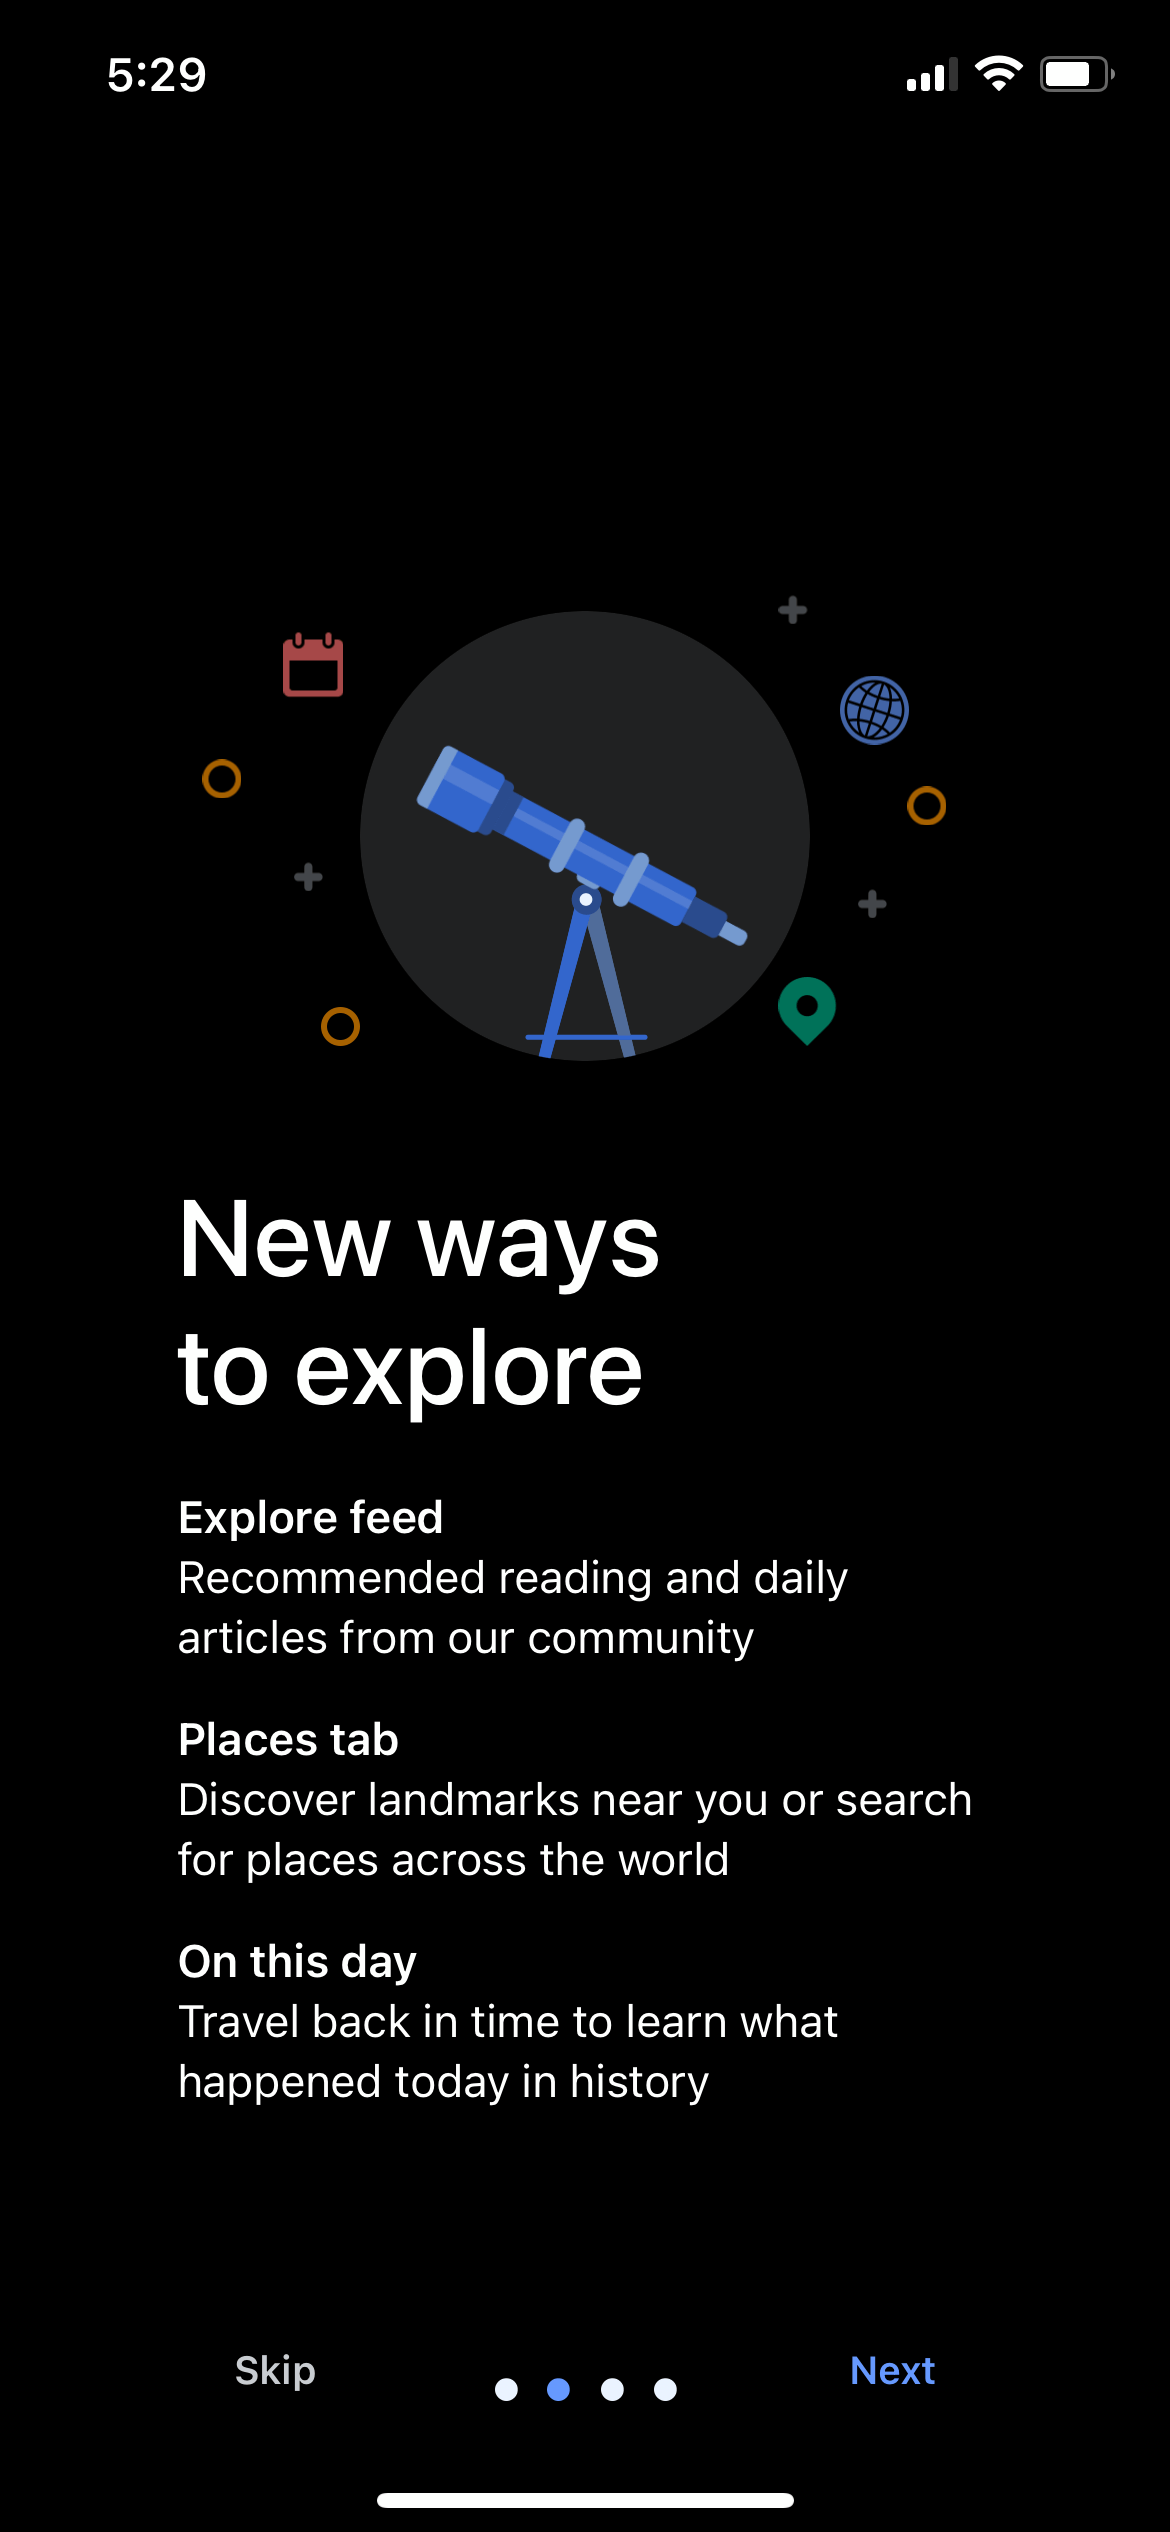 5:29
New ways
to explore
Explore feed
Recommended reading and daily
articles from our community
Places tab
Discover landmarks near you or search
for places across the world
On this day
Travel back in time to learn what
happened today in history
Skip
Next